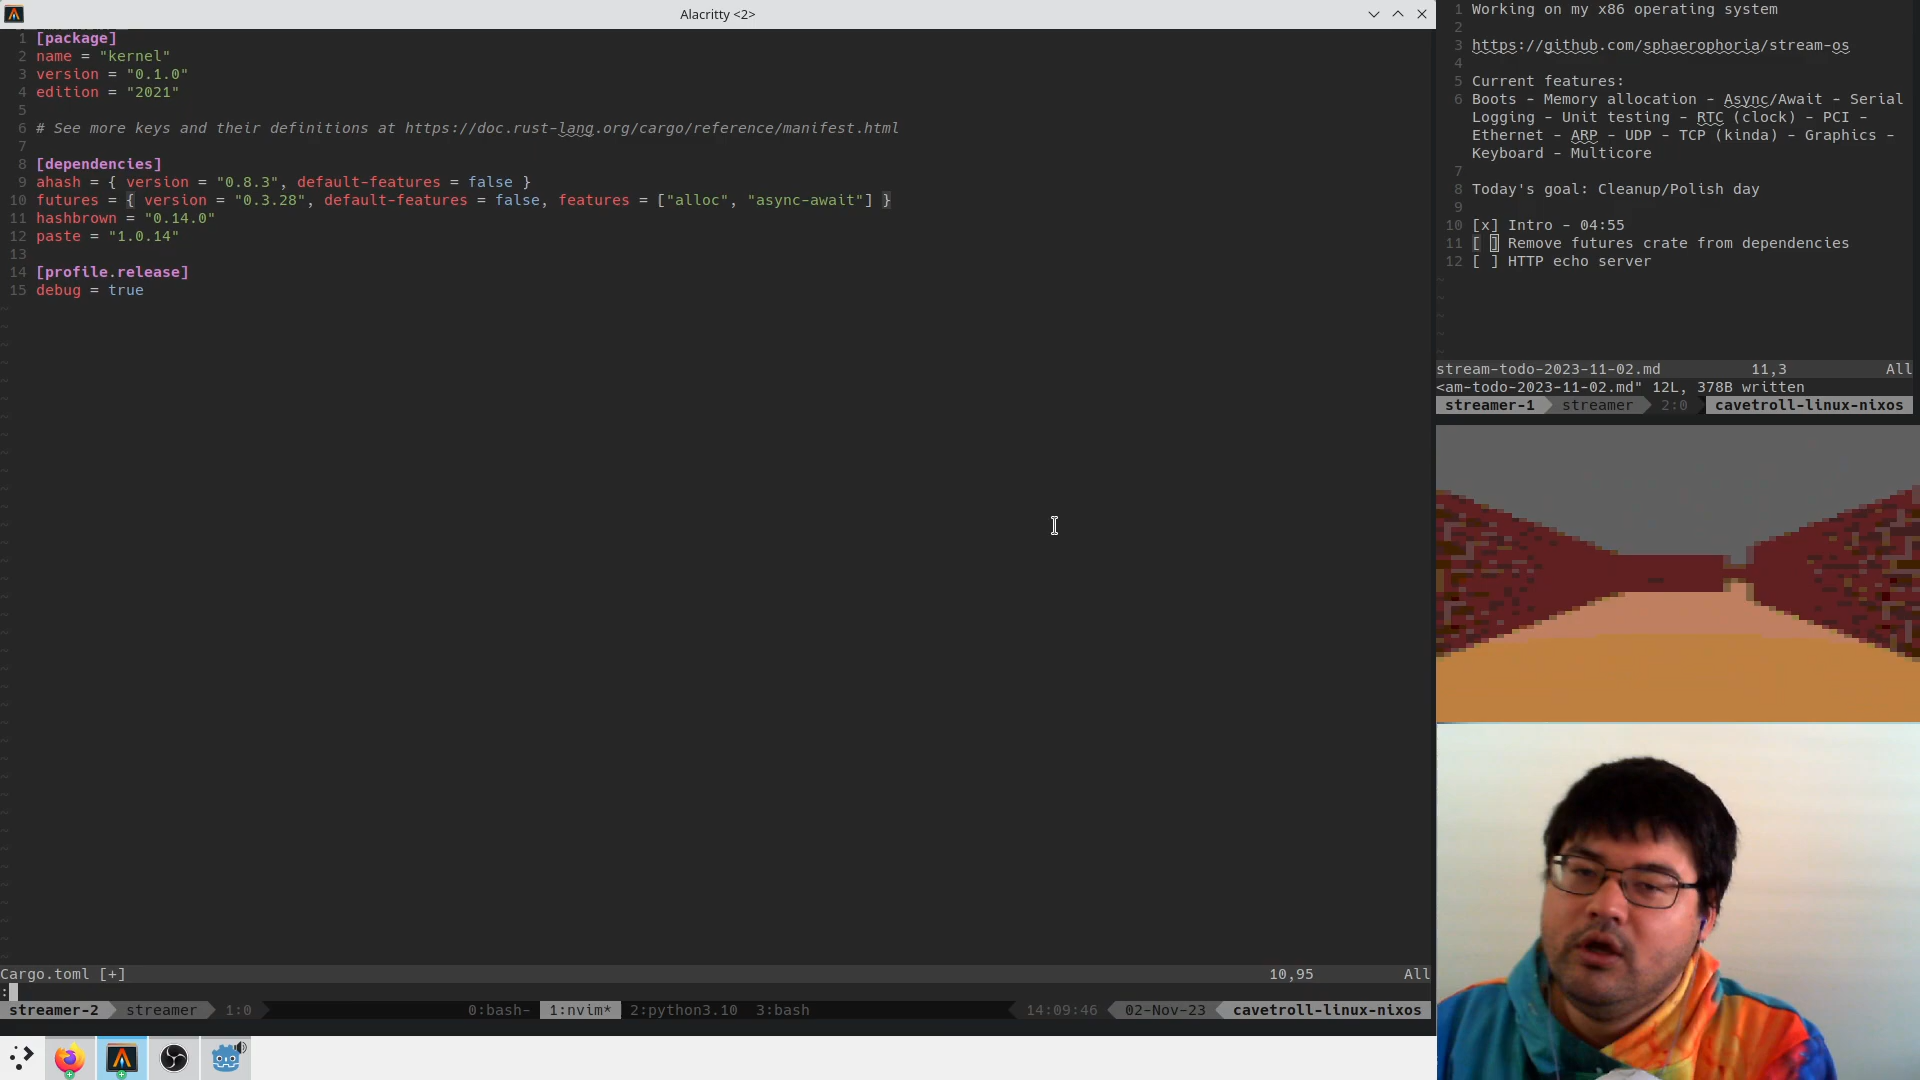 Alacritty <2>
1 [package]
2 name = "kernel"
3 version = "0.1.0"
4 edition = "2021"
5
6 # See more keys and their definitions at https://doc.rust-lang.org/cargo/reference/manifest.html
7
8 [dependencies]
9 ahash = { version = "0.8.3", default-features = false }
10 futures = { version = "0.3.28", default-features = false, features = ["alloc", "async-await"] }
11 hashbrown = "0.14.0"
12 paste = "1.0.14"
13
14 [profile.release]
15 debug = true
Cargo.toml [+] 10,95 All
:
streamer-2 streamer 1:0 0:bash- 1:nvim* 2:python3.10 3:bash 14:09:46 02-Nov-23 cavetroll-linux-nixos
1 Working on my x86 operating system
2
3 https://github.com/sphaerophoria/stream-os
4
5 Current features:
6 Boots - Memory allocation - Async/Await - Serial
Logging - Unit testing - RTC (clock) - PCI -
Ethernet - ARP - UDP - TCP (kinda) - Graphics -
Keyboard - Multicore
7
8 Today's goal: Cleanup/Polish day
9
10 [x] Intro - 04:55
11 [ ] Remove futures crate from dependencies
12 [ ] HTTP echo server
stream-todo-2023-11-02.md 11,3 All
<am-todo-2023-11-02.md" 12L, 378B written
streamer-1 streamer 2:0 cavetroll-linux-nixos